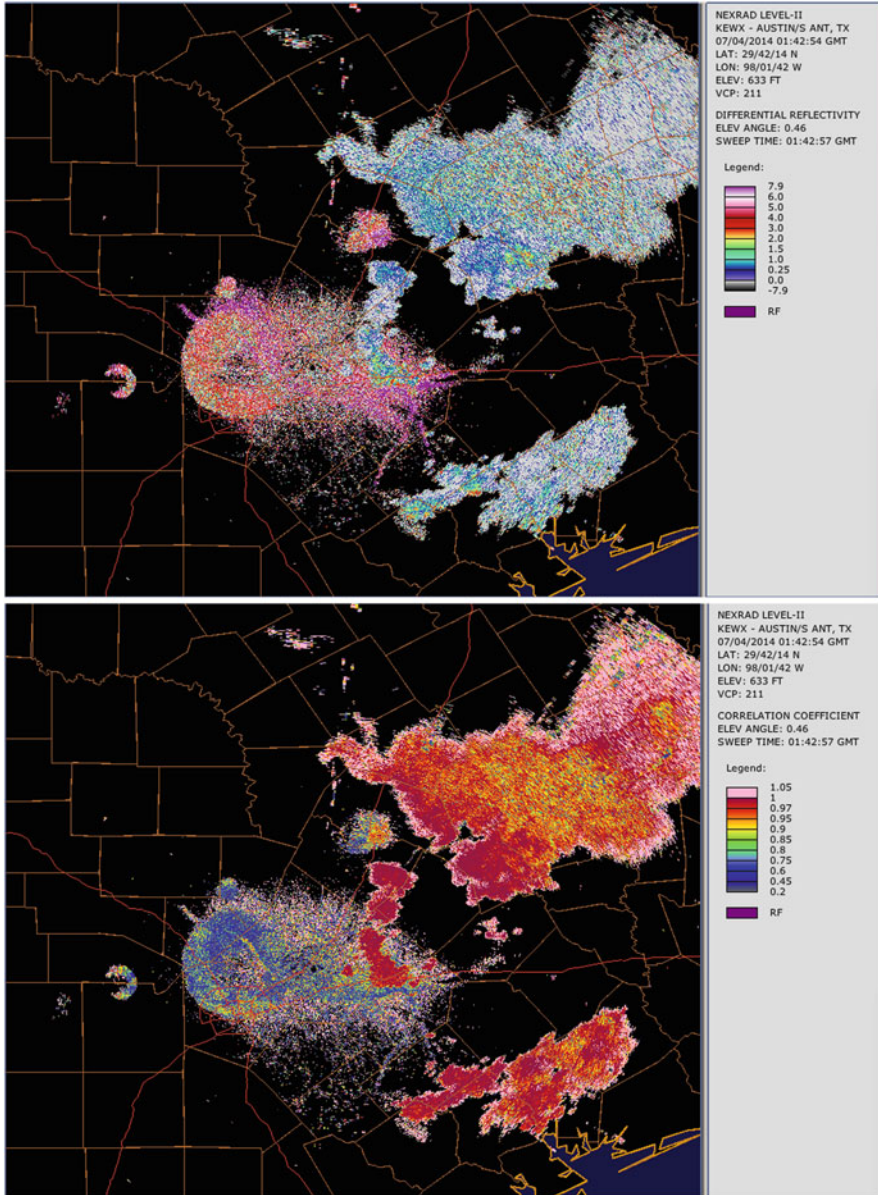 NEXRAD LEVEL-II
KEWX - AUSTIN/S ANT, TX
07/04/2014 01:42:54 GMT
LAT: 29/42/14 N
LON: 98/01/42 W
ELEV: 633 FT
VCP: 211
DIFFERENTIAL REFLECTIVITY
ELEV ANGLE: 0.46
SWEEP TIME: 01:42:57 GMT
Legend:
7.9
6.0
5.0
4.0
3.0
2.0
1.5
1.0
0.25
0.0
-7.9
RF
NEXRAD LEVEL-II
KEWX - AUSTIN/S ANT, TX
07/04/2014 01:42:54 GMT
LAT: 29/42/14 N
LON: 98/01/42 W
ELEV: 633 FT
VCP: 211
CORRELATION COEFFICIENT
ELEV ANGLE: 0.46
SWEEP TIME: 01:42:57 GMT
Legend:
1.05
1
0.97
0.95
0.9
0.85
0.8
0.75
0.6
0.45
0.2
RF